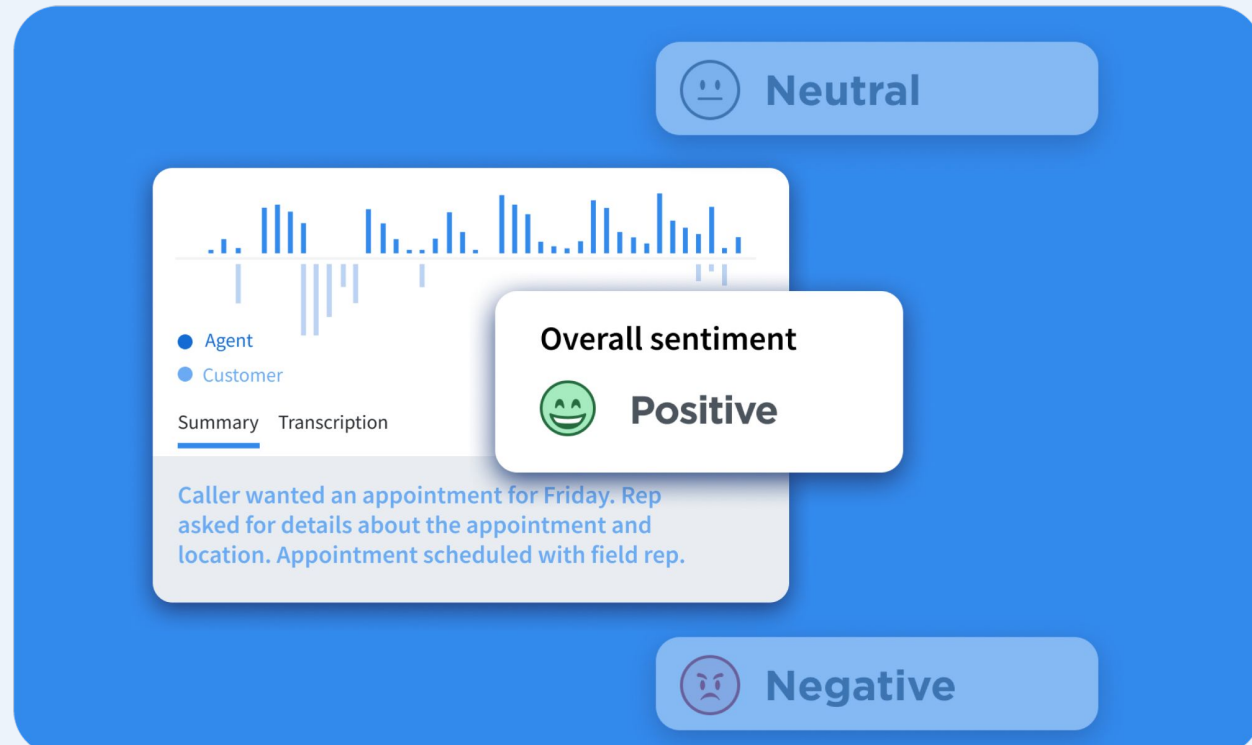 Neutral
Overall sentiment
Positive
Agent
Customer
Summary Transcription
Caller wanted an appointment for Friday. Rep
asked for details about the appointment and
location. Appointment scheduled with field rep.
Negative